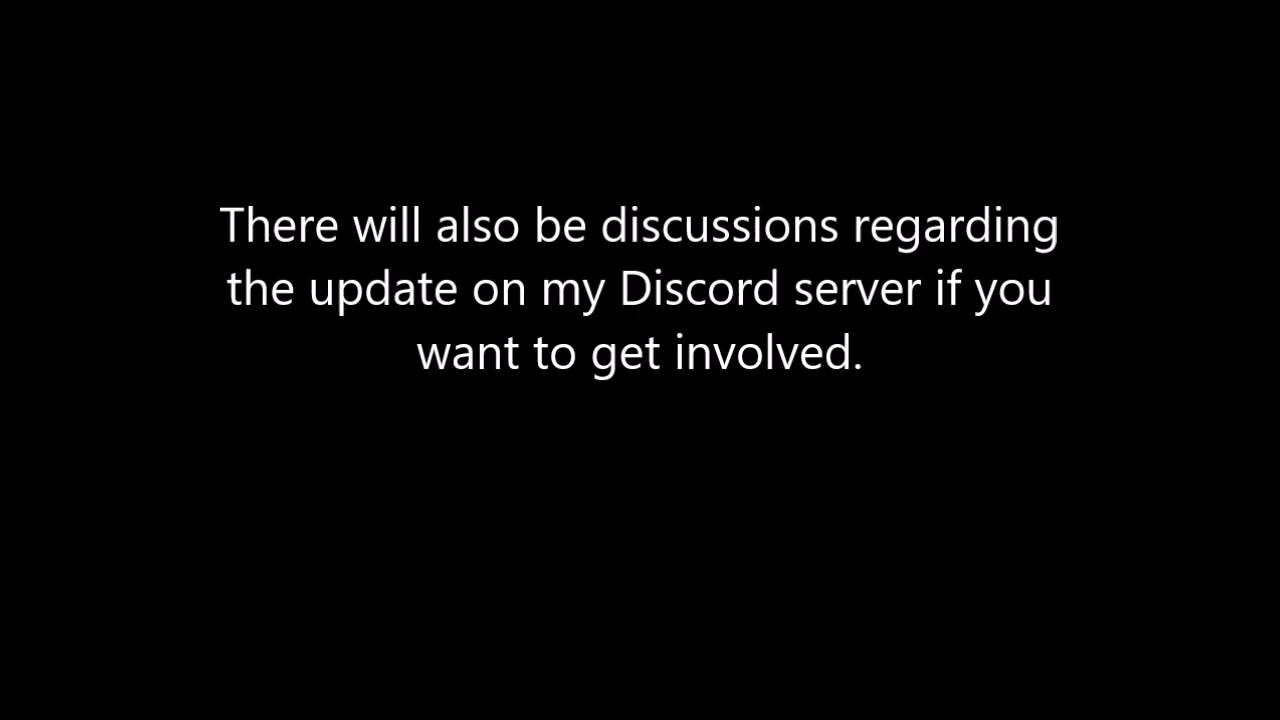 There will also be discussions regarding
the update on my Discord server if you
want to get involved.